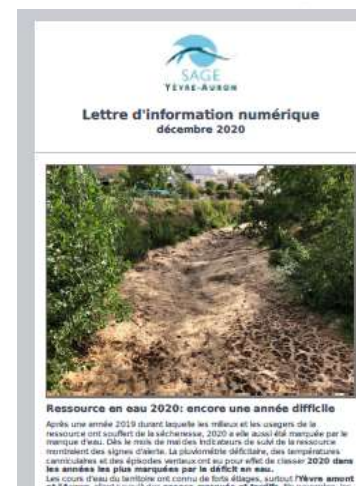 SAGE
YÈVRE-AURON
Lettre d'information numérique
décembre 2020
Ressource en eau 2020: encore une année difficile
Après une année 2019 durant laquelle les milieux et les usagers de la
ressource ont souffert de la sécheresse, 2020 a elle aussi été marquée par le
manque d'eau. Dès le mois de mai des indicateurs de suivi de la ressource
montraient des signes d'alerte. La pluviométrie déficitaire, des températures
caniculaires et des épisodes venteux ont eu pour effet de classer 2020 dans
les années les plus marquées par le déficit en eau.
Les cours d'eau du territoire ont connu de forts étiages, surtout l'Yèvre amont